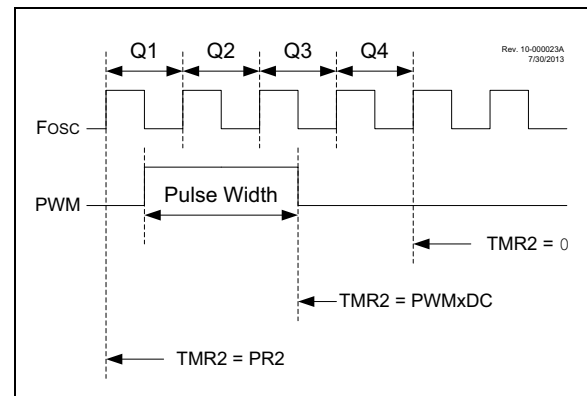 Q1 Q2 Q3 Q4
Rev. 10-000023A
7/30/2013
FOSC
PWM
Pulse Width
TMR2 = 0
TMR2 = PWMxDC
TMR2 = PR2